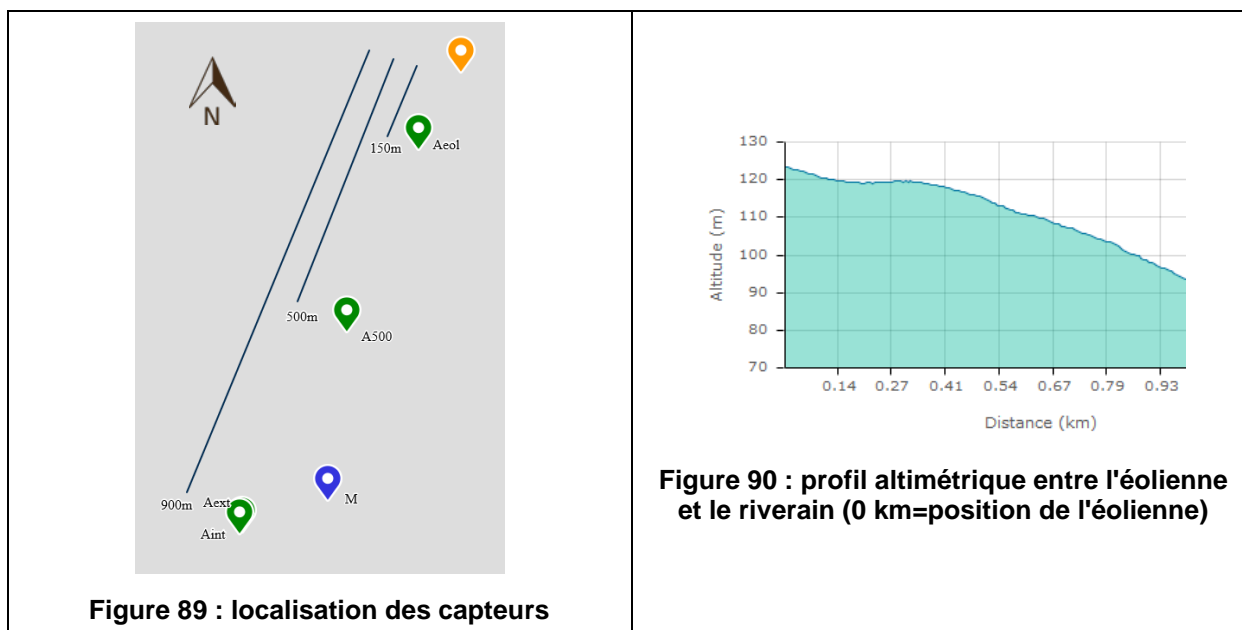 N
150m
Aeol
500m
A500
900m
Aext
Aint
M
Figure 89 : localisation des capteurs
130
120
110
100
90
80
70
Altitude (m)
0.14 0.27 0.41 0.54 0.67 0.79 0.93
Distance (km)
Figure 90 : profil altimétrique entre l'éolienne
et le riverain (0 km=position de l'éolienne)